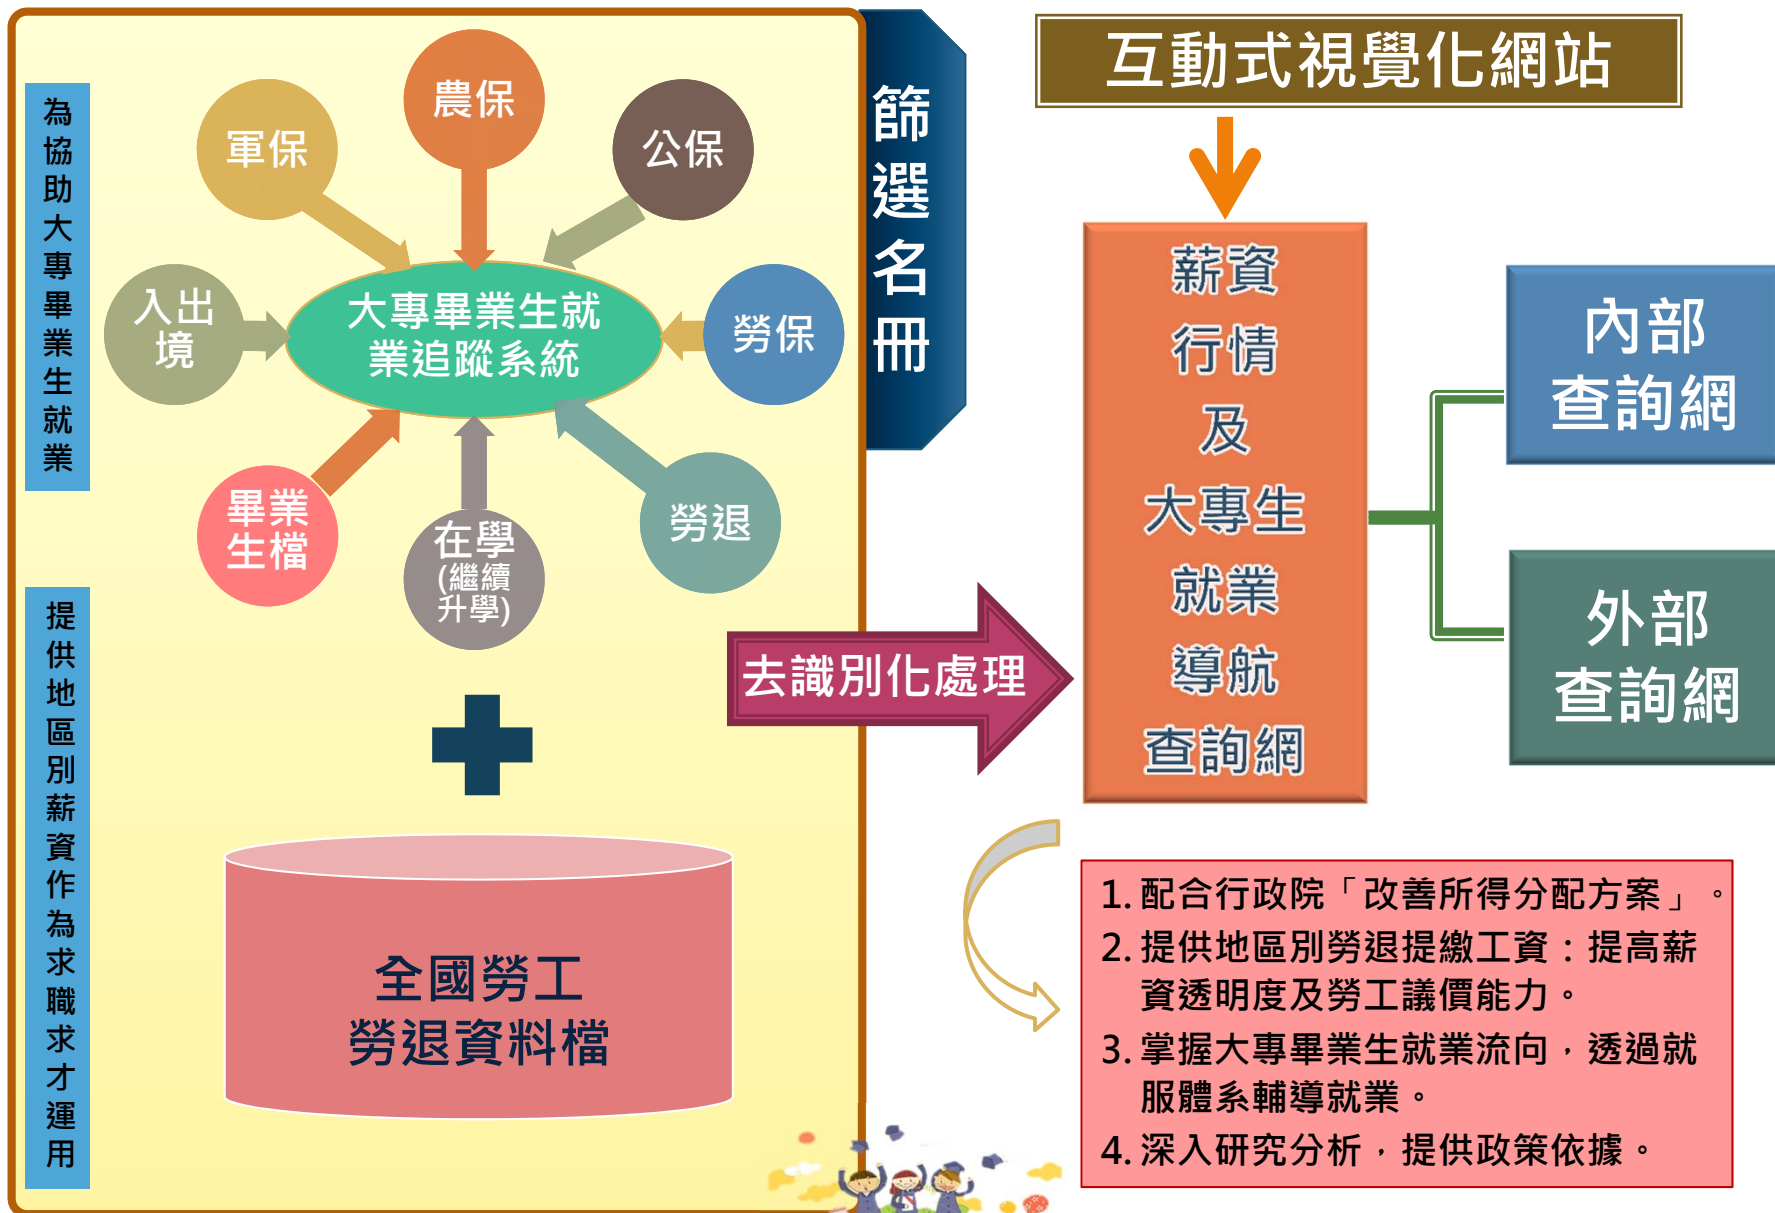 為協助大專畢業生就業
提供地區別薪資作為求職求才運用
農保
軍保
公保
入出
境
大專畢業生就
業追蹤系統
勞保
畢業
生檔
在學
(繼續
升學)
勞退
全國勞工
勞退資料檔
篩選名冊
去識別化處理
互動式視覺化網站
薪資
行情
及
大專生
就業
導航
查詢網
內部
查詢網
外部
查詢網
1. 配合行政院「改善所得分配方案」。
2. 提供地區別勞退提繳工資：提高薪
資透明度及勞工議價能力。
3. 掌握大專畢業生就業流向，透過就
服體系輔導就業。
4. 深入研究分析，提供政策依據。